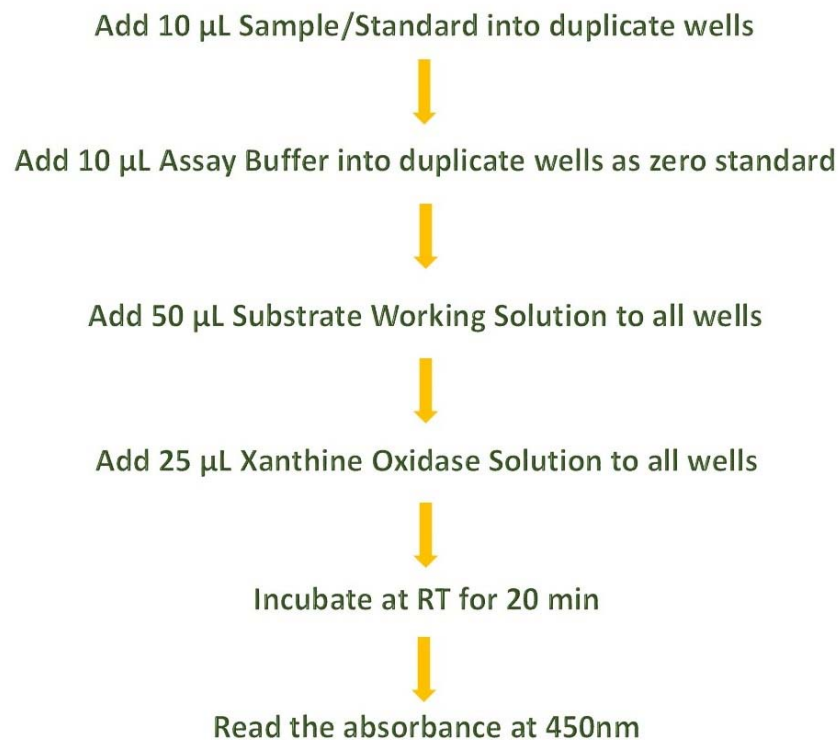 Add 10 µL Sample/Standard into duplicate wells
Add 10 µL Assay Buffer into duplicate wells as zero standard
Add 50 µL Substrate Working Solution to all wells
Add 25 µL Xanthine Oxidase Solution to all wells
Incubate at RT for 20 min
Read the absorbance at 450nm